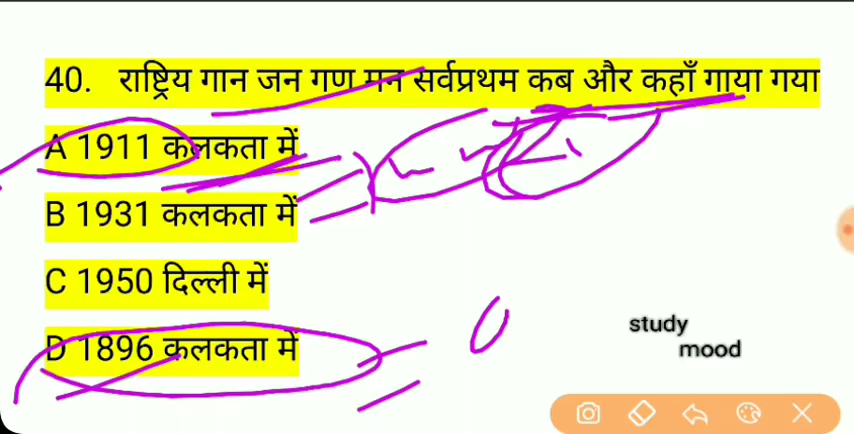 40. राष्ट्रिय गान जन गण मन सर्वप्रथम कब और कहाँ गाया गया
A 1911 कलकता में
B 1931 कलकता में
C 1950 दिल्ली में
D 1896 कलकता में
study
mood